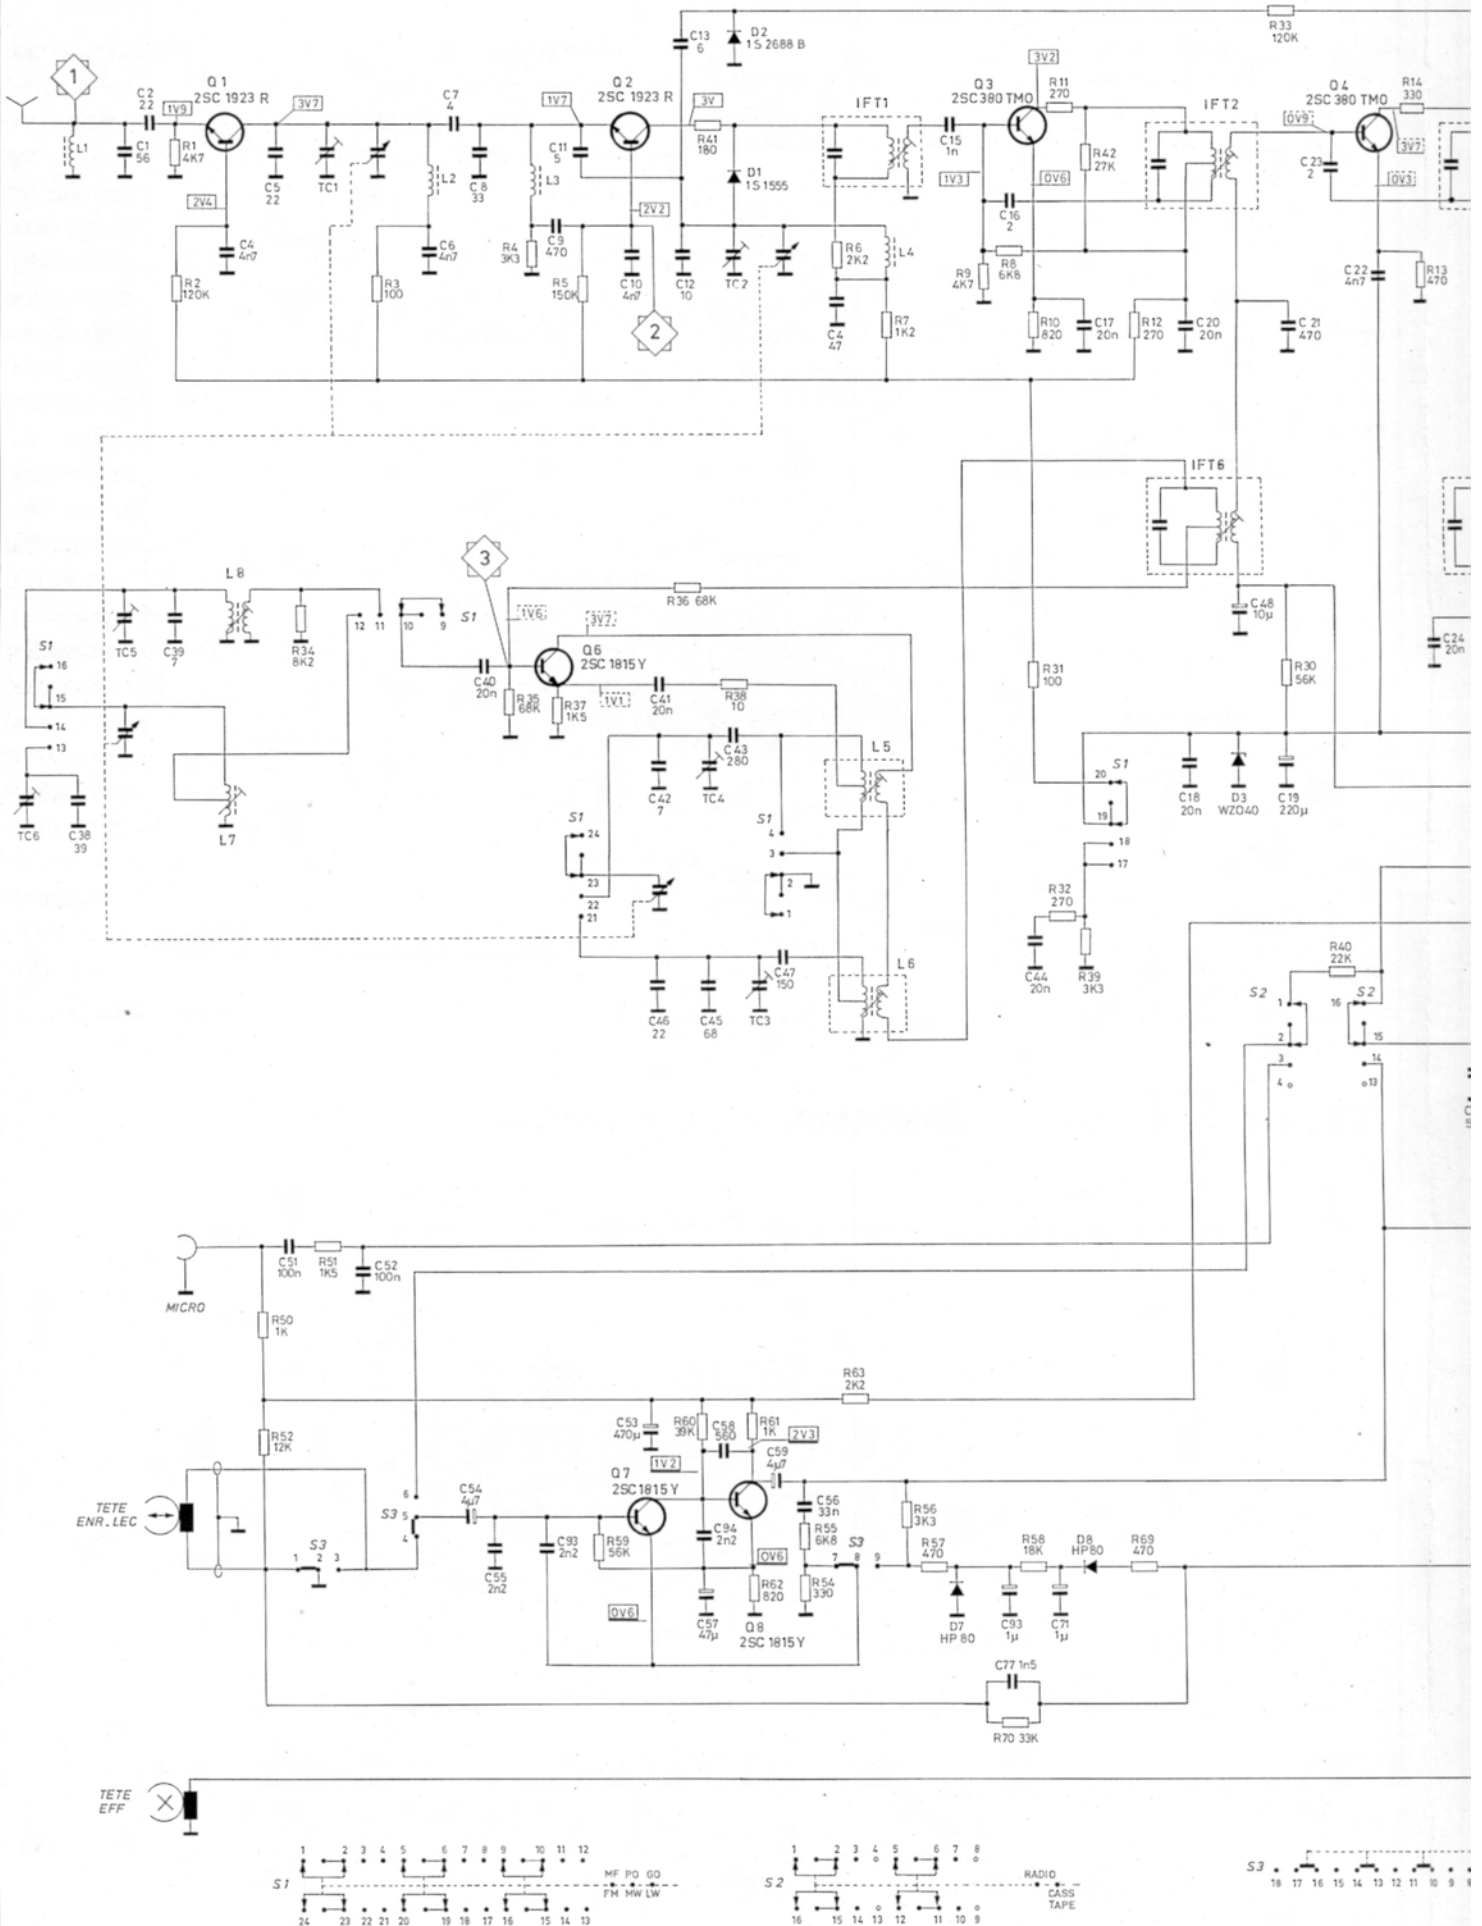 C13
6
D2
1S 2688 B
R33
120K
1
C2
22
1V9
Q1
2SC 1923 R
3V7
C7
4
1V7
Q2
2SC 1923 R
3V
IFT1
3V2
Q3
2SC380 TMO
R11
270
IFT2
Q4
2SC 380 TMO
R14
330
0V9
L1
C1
56
R1
4K7
C5
22
TC1
L2
C8
33
C11
5
L3
R41
180
D1
1S 1555
C15
1n
R42
27K
C23
2
3V7
2V4
2V2
1V3
0V6
0V3
C16
2
R2
120K
C4
4n7
R3
100
C6
4n7
R4
3K3
C9
470
R5
150K
C10
4n7
C12
10
TC2
R6
2K2
L4
R9
4K7
R8
6K8
C22
4n7
R13
470
2
C4
47
R7
1K2
R10
820
C17
20n
R12
270
C20
20n
C21
470
IFT6
3
L8
R36 68K
C48
10µ
C24
20n
TC5
C39
7
R34
8K2
12
11
10
9
S1
1V6
3V7
Q6
2SC 1815 Y
S1
16
15
14
13
C40
20n
R35
68K
R37
1K5
1V1
C41
20n
R38
10
R31
100
R30
56K
C43
280
L5
TC6
C38
39
L7
C42
7
TC4
S1
24
23
22
21
S1
4
3
2
1
S1
20
19
18
17
C18
20n
D3
WZ040
C19
220µ
R32
270
C44
20n
R39
3K3
R40
22K
C47
150
L6
C46
22
C45
68
TC3
S2
1
2
3
4
S2
16
15
14
13
MICRO
C51
100n
R51
1K5
C52
100n
R50
1K
R63
2K2
R52
12K
C53
470µ
R60
39K
C58
560
R61
1K
2V3
C59
4µ7
1V2
Q7
2SC1815 Y
TETE
ENR_LEC
C54
4µ7
6
S3 5
4
C56
33n
R56
3K3
S3
1 2 3
C55
2n2
C93
2n2
R59
56K
C94
2n2
0V6
R55
6K8
S3
7 8 9
R57
470
R58
18K
D8
HP80
R69
470
R62
820
R54
330
0V6
C57
47µ
Q8
2SC 1815 Y
D7
HP 80
C93
1µ
C71
1µ
C77 1n5
R70 33K
TETE
EFF
1 2 3 4 5 6 7 8 9 10 11 12
S1
MF PO GO
FM MW LW
24 23 22 21 20 19 18 17 16 15 14 13
1 2 3 4 5 6 7 8
S2
RADIO
CASS
TAPE
16 15 14 13 12 11 10 9
S3
18 17 16 15 14 13 12 11 10 9